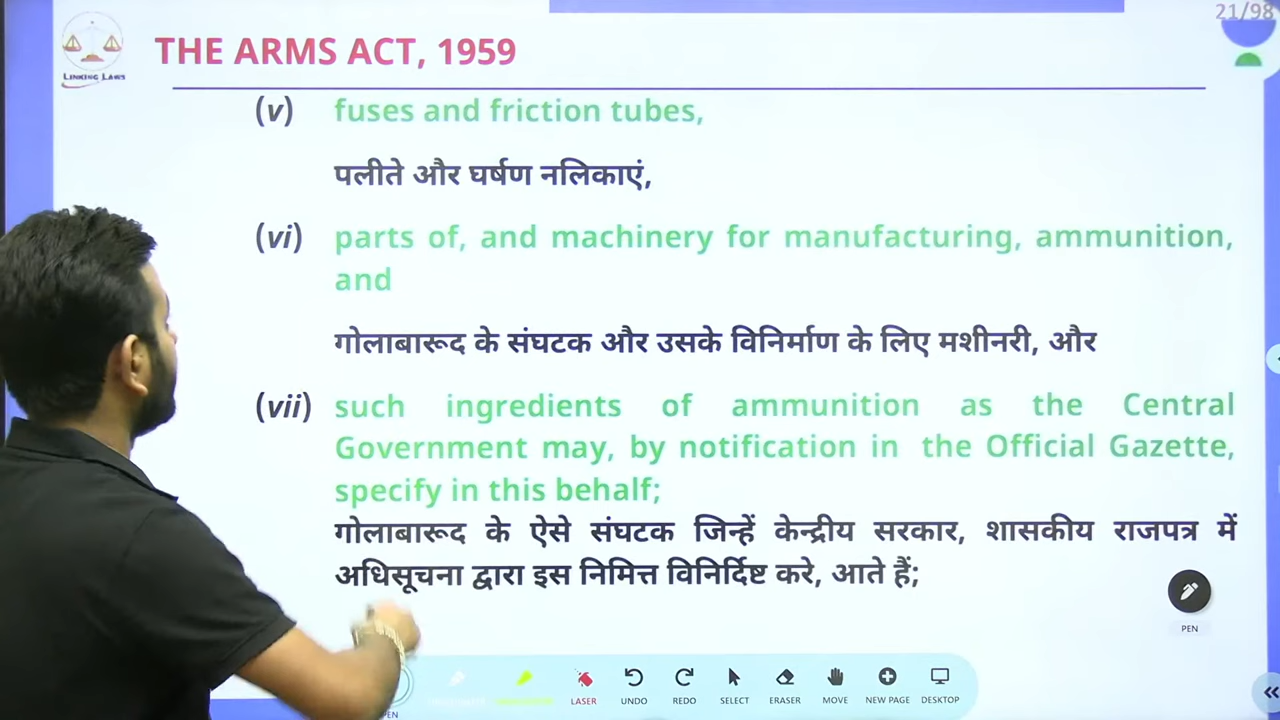 21/98
THE ARMS ACT, 1959
LINKING LAWS
(v) fuses and friction tubes,
पलीते और घर्षण नलिकाएं,
(vi) parts of, and machinery for manufacturing, ammunition,
and
गोलाबारूद के संघटक और उसके विनिर्माण के लिए मशीनरी, और
(vii) such ingredients of ammunition as the Central
Government may, by notification in the Official Gazette,
specify in this behalf;
गोलाबारूद के ऐसे संघटक जिन्हें केन्द्रीय सरकार, शासकीय राजपत्र में
अधिसूचना द्वारा इस निमित्त विनिर्दिष्ट करे, आते हैं;
PEN
PEN
LASER UNDO REDO SELECT ERASER MOVE NEW PAGE DESKTOP